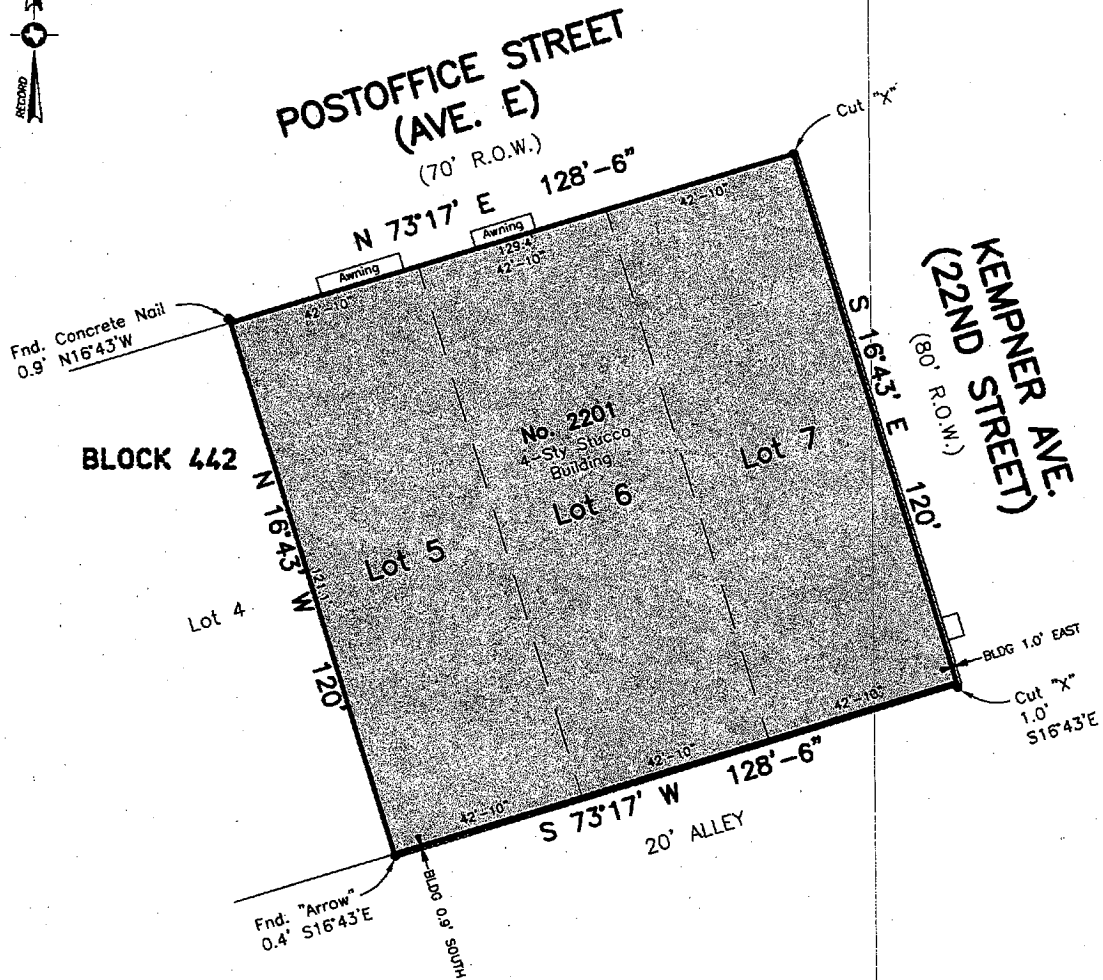 RECORD
POSTOFFICE STREET
(AVE. E)
(70' R.O.W.)
N 73°17' E 128'-6"
Cut "X"
Awning
Awning
129.4'
42'-10"
42'-10"
42'-10"
Fnd. Concrete Nail
0.9' N16°43'W
KEMPNER AVE.
(22ND STREET)
(80' R.O.W.)
S 16°43' E 120'
BLOCK 442
N 16°43' W 120'
No. 2201
4-Sty Stucco
Building
Lot 7
Lot 6
Lot 5
Lot 4
BLDG 1.0' EAST
Cut "X"
1.0'
S16°43'E
42'-10"
42'-10"
42'-10"
S 73°17' W 128'-6"
20' ALLEY
Fnd. "Arrow"
0.4' S16°43'E
BLDG 0.9' SOUTH